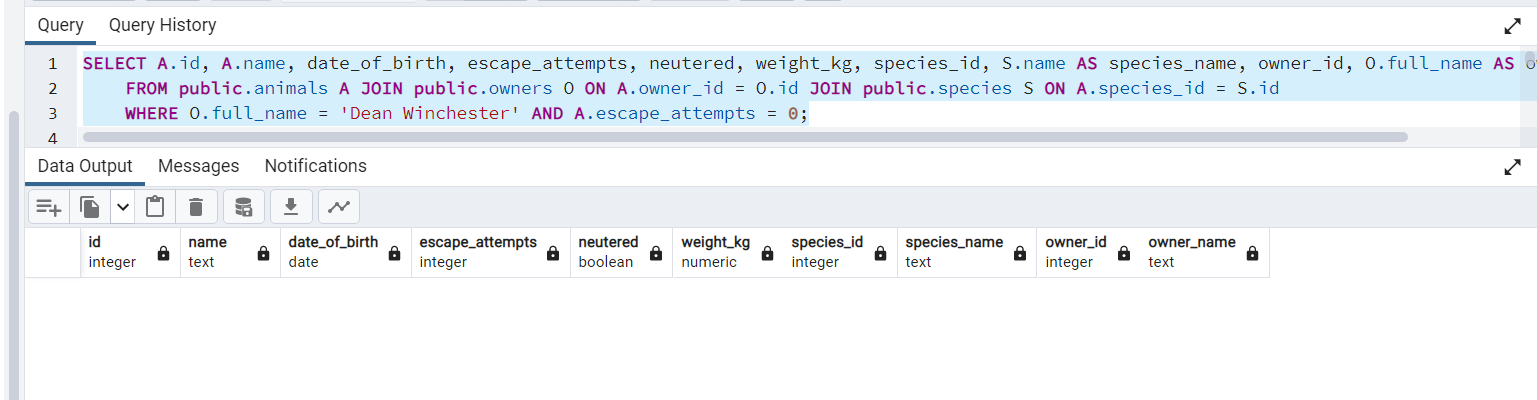 Query Query History
1 SELECT A.id, A.name, date_of_birth, escape_attempts, neutered, weight_kg, species_id, S.name AS species_name, owner_id, O.full_name AS
2 FROM public.animals A JOIN public.owners O ON A.owner_id = O.id JOIN public.species S ON A.species_id = S.id
3 WHERE O.full_name = 'Dean Winchester' AND A.escape_attempts = 0;
4
Data Output Messages Notifications
id name date_of_birth escape_attempts neutered weight_kg species_id species_name owner_id owner_name
integer text date integer boolean numeric integer text integer text